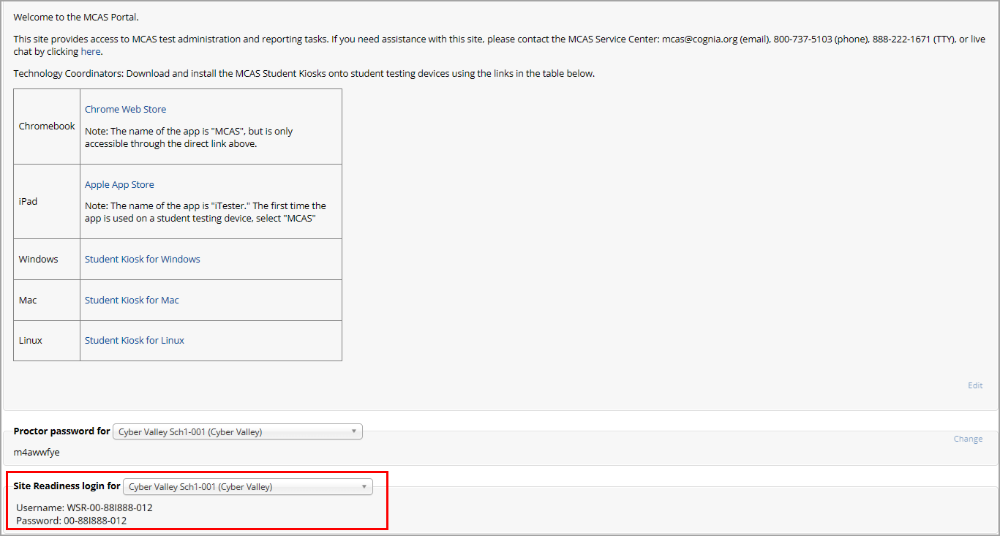 Welcome to the MCAS Portal.
This site provides access to MCAS test administration and reporting tasks. If you need assistance with this site, please contact the MCAS Service Center: mcas@cognia.org (email), 800-737-5103 (phone), 888-222-1671 (TTY), or live
chat by clicking here.
Technology Coordinators: Download and install the MCAS Student Kiosks onto student testing devices using the links in the table below.
Chromebook
Chrome Web Store
Note: The name of the app is "MCAS", but is only
accessible through the direct link above.
iPad
Apple App Store
Note: The name of the app is "iTester." The first time the
app is used on a student testing device, select "MCAS"
Windows
Student Kiosk for Windows
Mac
Student Kiosk for Mac
Linux
Student Kiosk for Linux
Edit
Proctor password for Cyber Valley Sch1-001 (Cyber Valley)
Change
m4awwfye
Site Readiness login for Cyber Valley Sch1-001 (Cyber Valley)
Username: WSR-00-88I888-012
Password: 00-88I888-012